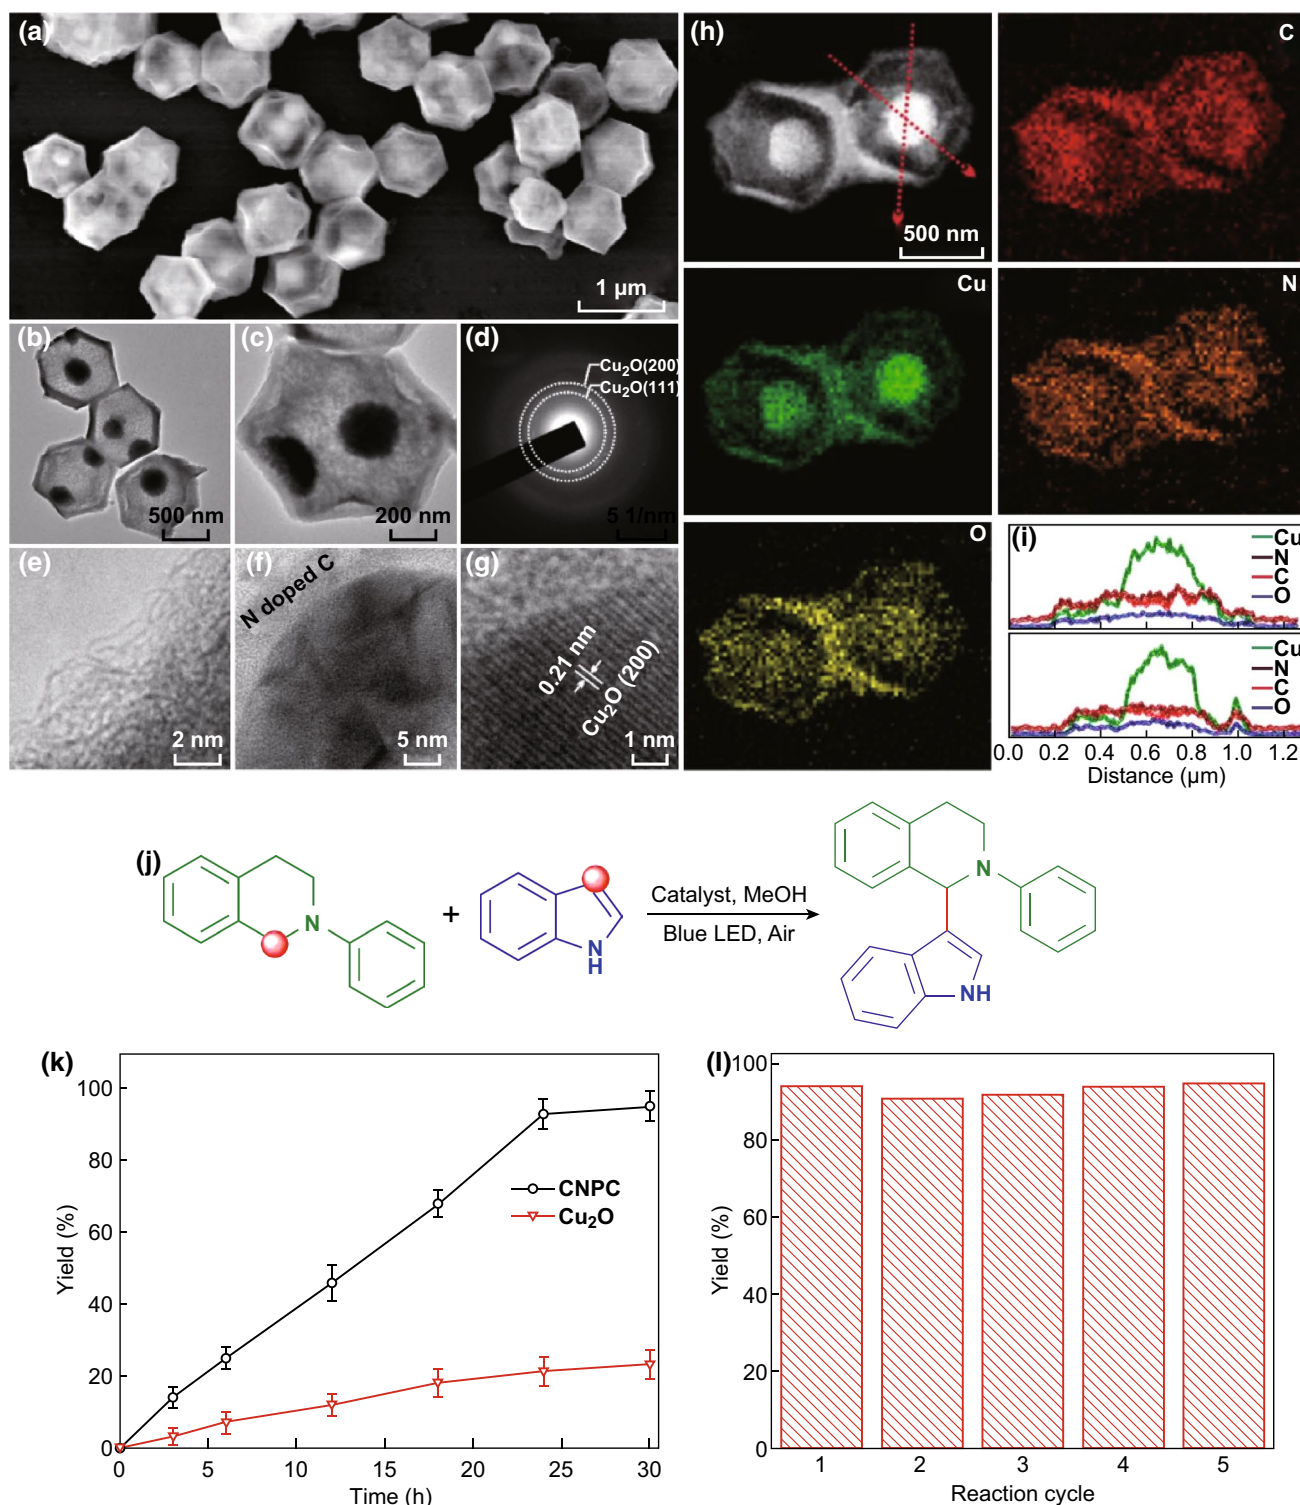 (a)
1 µm
(b)
500 nm
(c)
200 nm
(d)
Cu₂O(200)
Cu₂O(111)
5 1/nm
(e)
2 nm
(f)
N doped C
5 nm
(g)
0.21 nm
Cu₂O (200)
1 nm
(h)
500 nm
C
Cu
N
O
(i)
Cu
N
C
O
Cu
N
C
O
0.0 0.2 0.4 0.6 0.8 1.0 1.2
Distance (µm)
(j)
N
+
N
H
Catalyst, MeOH
Blue LED, Air
N
NH
(k)
100
80
60
40
20
0
Yield (%)
CNPC
Cu₂O
0 5 10 15 20 25 30
Time (h)
(l)
100
80
60
40
20
0
Yield (%)
1 2 3 4 5
Reaction cycle